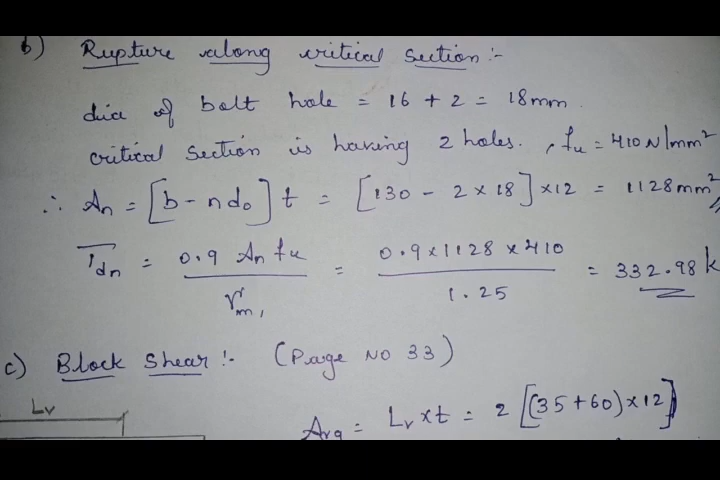 b) Rupture along critical section :-
dia of bolt hole = 16 + 2 = 18mm.
critical section is having 2 holes. , fu = 410 N/mm²
∴ An = [b - n do] t = [130 - 2 × 18] × 12 = 1128 mm²
Tdn = 0.9 An fu / γm1 = 0.9 × 1128 × 410 / 1.25 = 332.98 k
c) Block Shear :- (Page No 33)
Lv
Avg = Lv × t = 2 [(35 + 60) × 12]